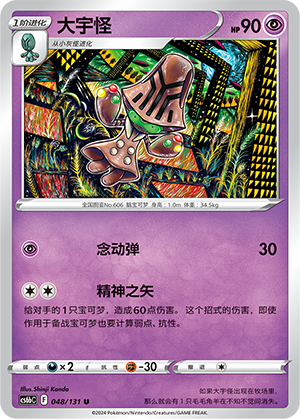 1阶进化
大宇怪
HP90
从小灰怪进化
全国图鉴No.606 脑宝可梦 身高：1.0m 体重：34.5kg
念动弹 30
精神之矢
给对手的1只宝可梦，造成60点伤害。这个招式的伤害，即使
作用于备战宝可梦也要计算弱点、抗性。
弱点 ×2 抗性 -30 撤退
Illus.Shinji Kanda
CS6bC F 048/131 U
如果大宇怪出现在牧场里，
那么就会有1只毛毛角羊在不知不觉间消失。
©2024 Pokémon/Nintendo/Creatures/GAME FREAK.